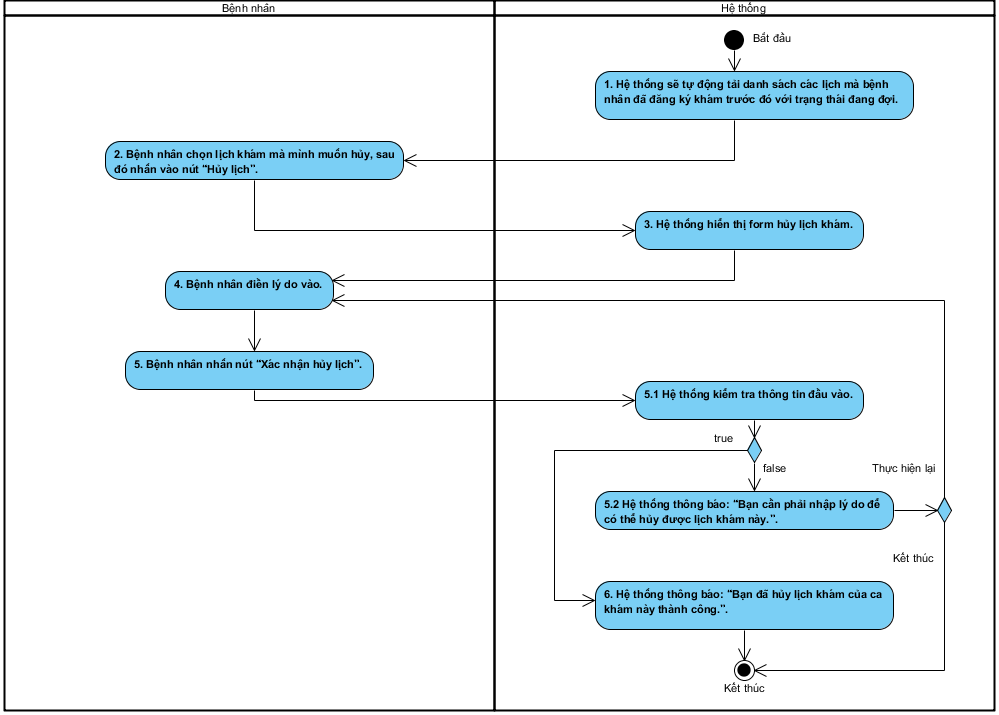 Bệnh nhân
Hệ thống
Bắt đầu
1. Hệ thống sẽ tự động tải danh sách các lịch mà bệnh
nhân đã đăng ký khám trước đó với trạng thái đang đợi.
2. Bệnh nhân chọn lịch khám mà mình muốn hủy, sau
đó nhấn vào nút “Hủy lịch”.
3. Hệ thống hiển thị form hủy lịch khám.
4. Bệnh nhân điền lý do vào.
5. Bệnh nhân nhấn nút “Xác nhận hủy lịch”.
5.1 Hệ thống kiểm tra thông tin đầu vào.
true
false
Thực hiện lại
5.2 Hệ thống thông báo: “Bạn cần phải nhập lý do để
có thể hủy được lịch khám này.”.
Kết thúc
6. Hệ thống thông báo: “Bạn đã hủy lịch khám của ca
khám này thành công.”.
Kết thúc